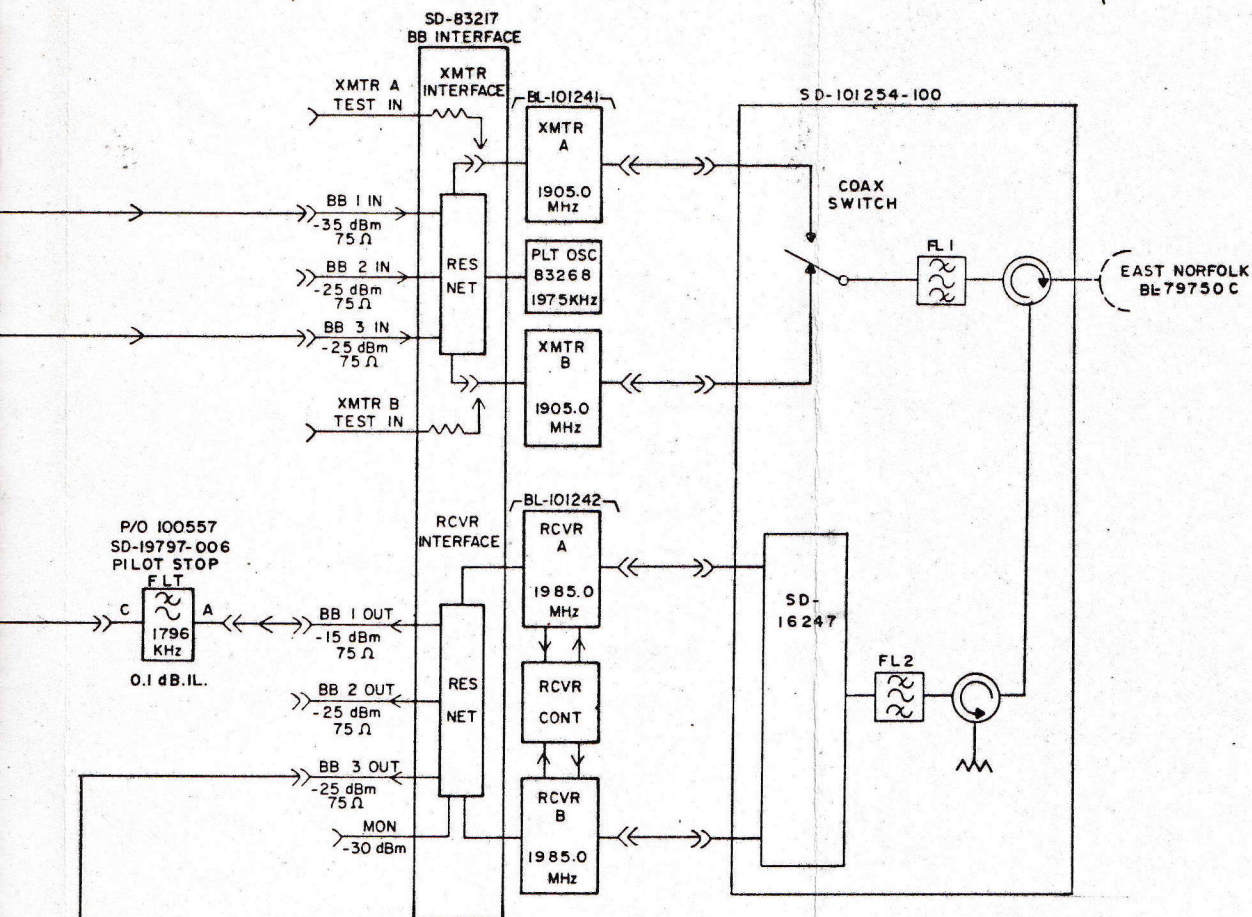 SD-83217
BB INTERFACE
XMTR
INTERFACE
XMTR A
TEST IN
BL-101241
XMTR
A
1905.0
MHz
SD-101254-100
COAX
SWITCH
BB 1 IN
-35 dBm
75 Ω
BB 2 IN
-25 dBm
75 Ω
BB 3 IN
-25 dBm
75 Ω
RES
NET
PLT OSC
83268
1975KHz
FL 1
EAST NORFOLK
BL-79750C
XMTR
B
1905.0
MHz
XMTR B
TEST IN
P/O 100557
SD-19797-006
PILOT STOP
FLT
C
A
1796
KHz
0.1 dB.IL.
RCVR
INTERFACE
BL-101242
RCVR
A
1985.0
MHz
BB 1 OUT
-15 dBm
75 Ω
BB 2 OUT
-25 dBm
75 Ω
BB 3 OUT
-25 dBm
75 Ω
MON
-30 dBm
RES
NET
RCVR
CONT
RCVR
B
1985.0
MHz
SD-
16247
FL2